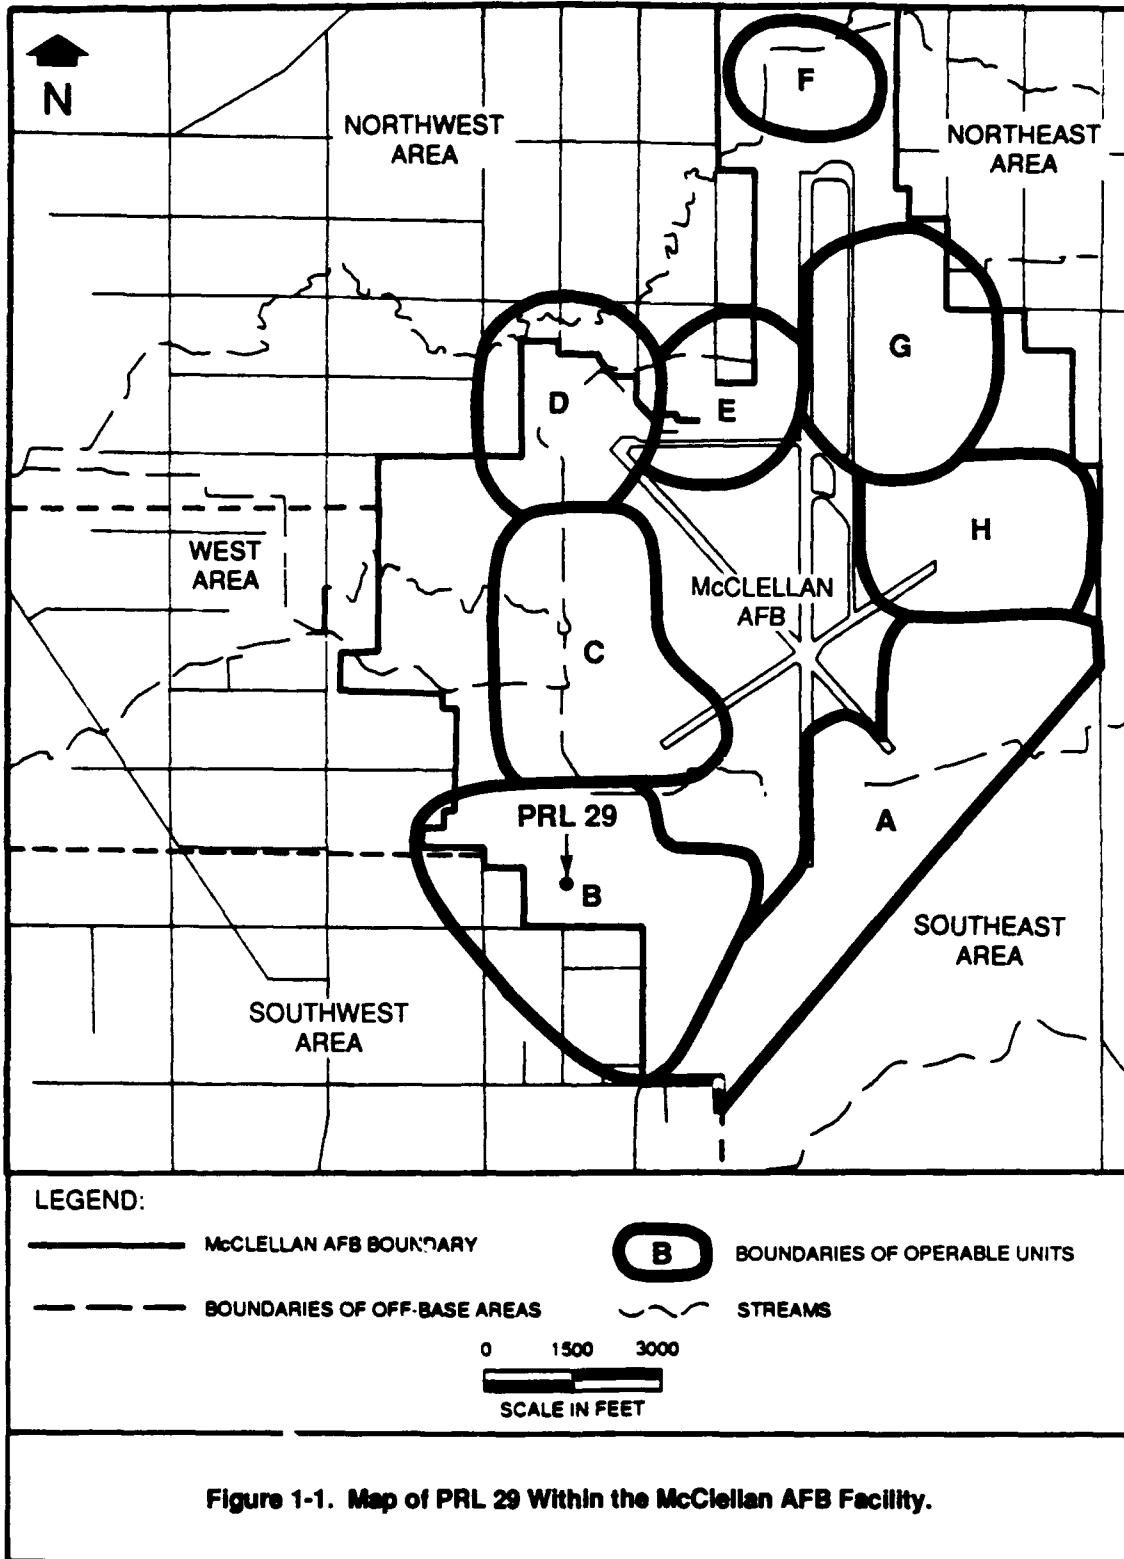 N
F
NORTHWEST
AREA
NORTHEAST
AREA
G
D
E
H
WEST
AREA
McCLELLAN
AFB
C
PRL 29
A
B
SOUTHEAST
AREA
SOUTHWEST
AREA
LEGEND:
McCLELLAN AFB BOUNDARY
B
BOUNDARIES OF OPERABLE UNITS
BOUNDARIES OF OFF-BASE AREAS
STREAMS
0 1500 3000
SCALE IN FEET
Figure 1-1. Map of PRL 29 Within the McClellan AFB Facility.